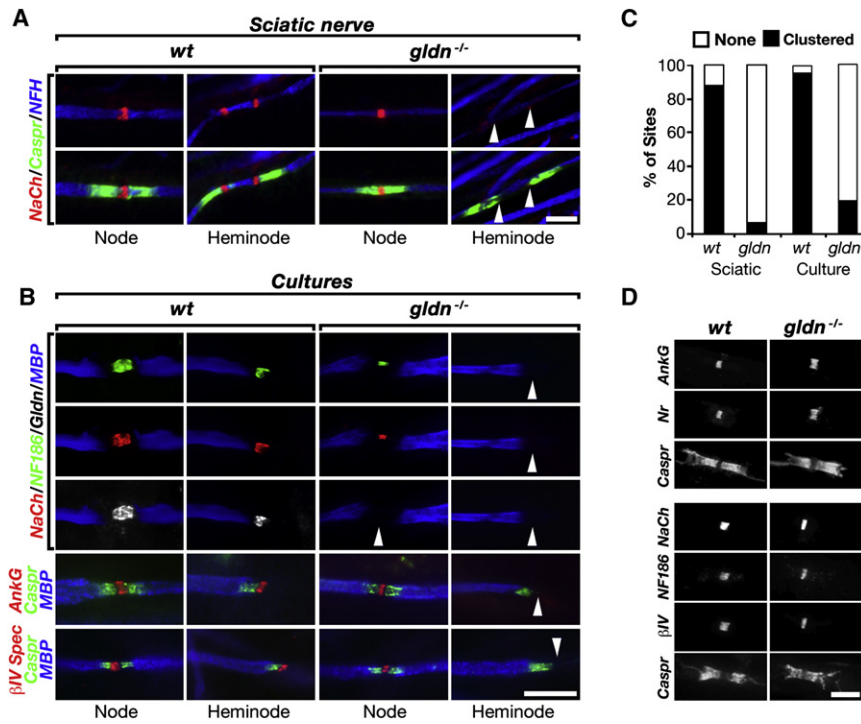 A
Sciatic nerve
wt
gldn -/-
NaCh/Caspr/NFH
Node
Heminode
Node
Heminode
B
Cultures
wt
gldn -/-
NaCh/NF186/Gldn/MBP
AnkG
Caspr
MBP
βIV Spec
Caspr
MBP
Node
Heminode
Node
Heminode
C
None
Clustered
% of Sites
100
80
60
40
20
0
wt
gldn
wt
gldn
Sciatic
Culture
D
wt
gldn -/-
AnkG
Nr
Caspr
NaCh
NF186
βIV
Caspr